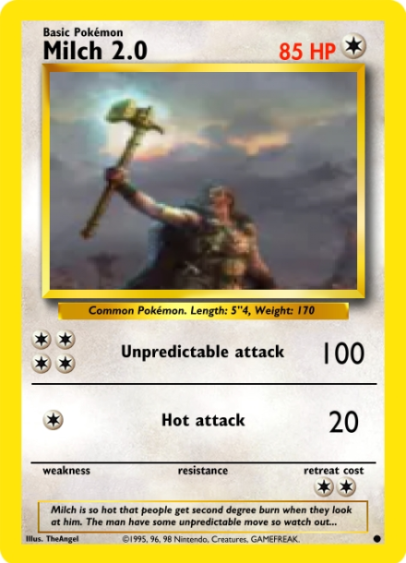 Basic Pokémon
Milch 2.0
85 HP
Common Pokémon. Length: 5"4, Weight: 170
Unpredictable attack 100
Hot attack 20
weakness resistance retreat cost
Milch is so hot that people get second degree burn when they look
at him. The man have some unpredictable move so watch out...
Illus. TheAngel ©1995, 96, 98 Nintendo, Creatures, GAMEFREAK.